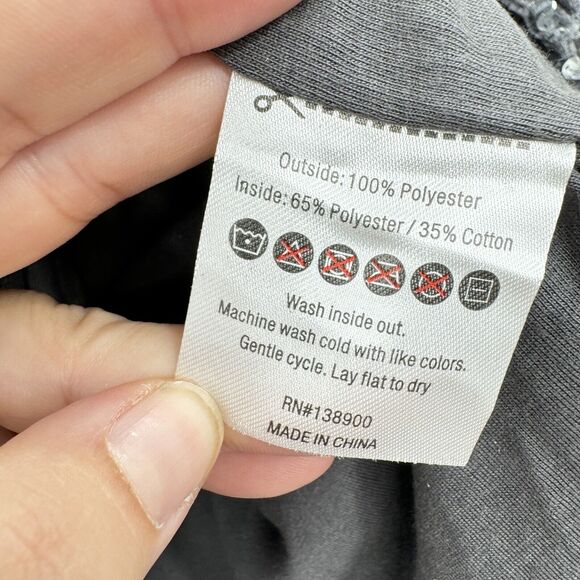 Outside: 100% Polyester
Inside: 65% Polyester / 35% Cotton
Wash inside out.
Machine wash cold with like colors.
Gentle cycle. Lay flat to dry
RN#138900
MADE IN CHINA